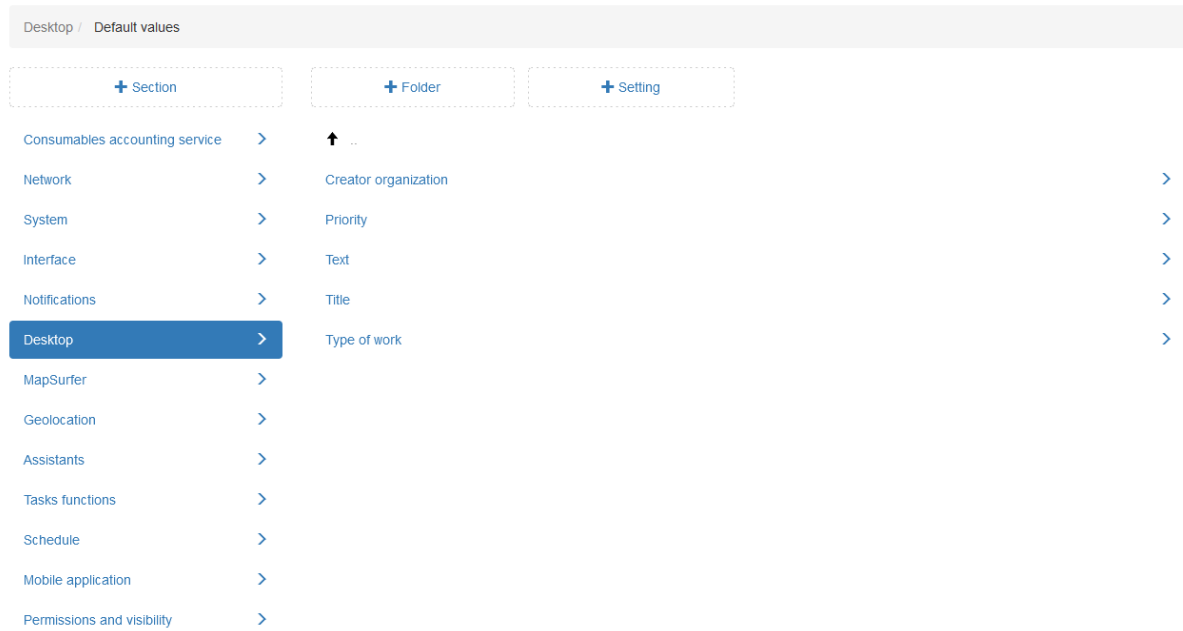 Desktop / Default values
+ Section
+ Folder
+ Setting
Consumables accounting service
Network
System
Interface
Notifications
Desktop
MapSurfer
Geolocation
Assistants
Tasks functions
Schedule
Mobile application
Permissions and visibility
..
Creator organization
Priority
Text
Title
Type of work